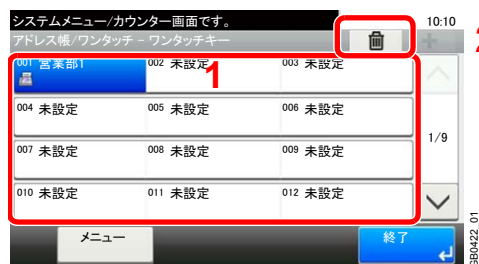 システムメニュー/カウンター画面です。 10:10
アドレス帳/ワンタッチ - ワンタッチキー
2
001 営業部1 002 未設定 003 未設定
1
004 未設定 005 未設定 006 未設定
1/9
007 未設定 008 未設定 009 未設定
010 未設定 011 未設定 012 未設定
メニュー 終了